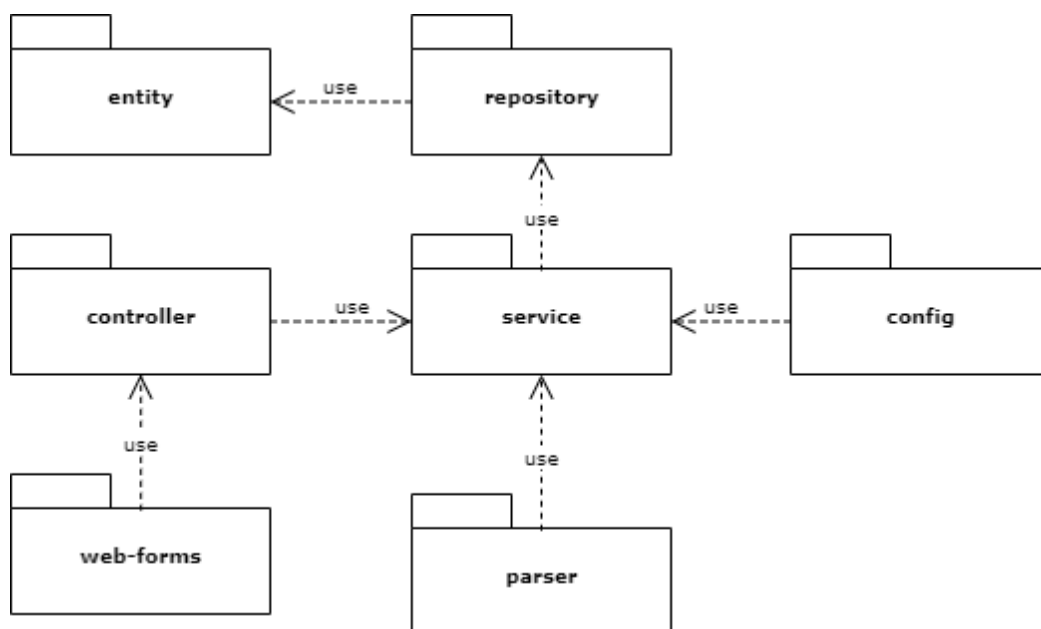 entity
use
repository
use
controller
use
service
use
config
use
use
web-forms
parser